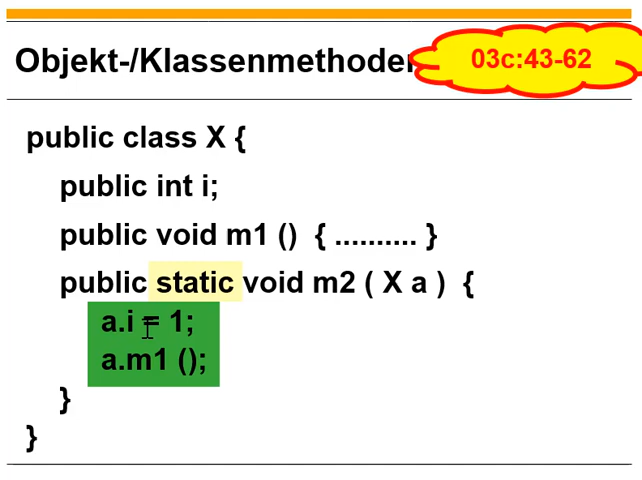 Objekt-/Klassenmethoden
03c:43-62
public class X {
public int i;
public void m1 () { .......... }
public static void m2 ( X a ) {
a.i = 1;
a.m1 ();
}
}